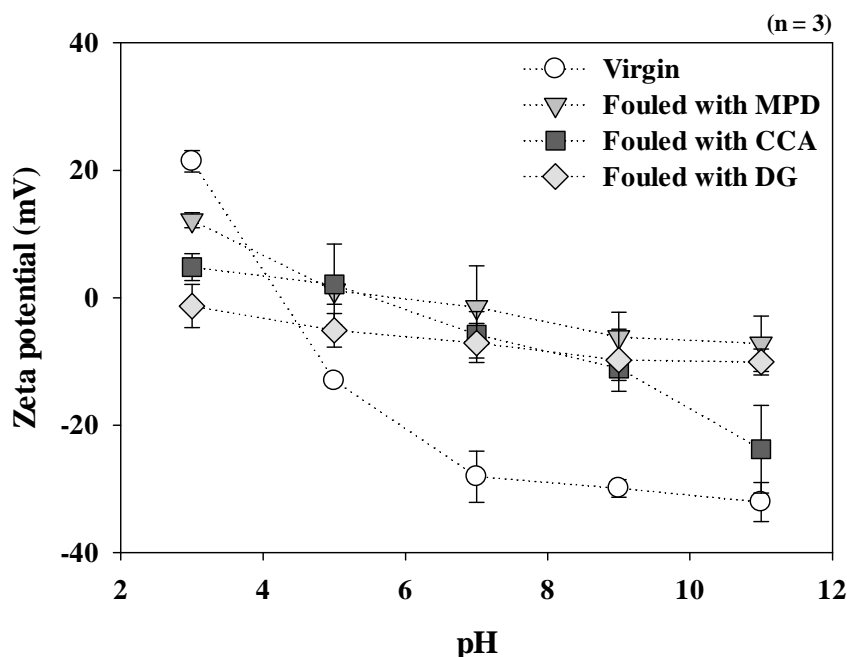 (n = 3)
40
20
0
-20
-40
Zeta potential (mV)
Virgin
Fouled with MPD
Fouled with CCA
Fouled with DG
2 4 6 8 10 12
pH